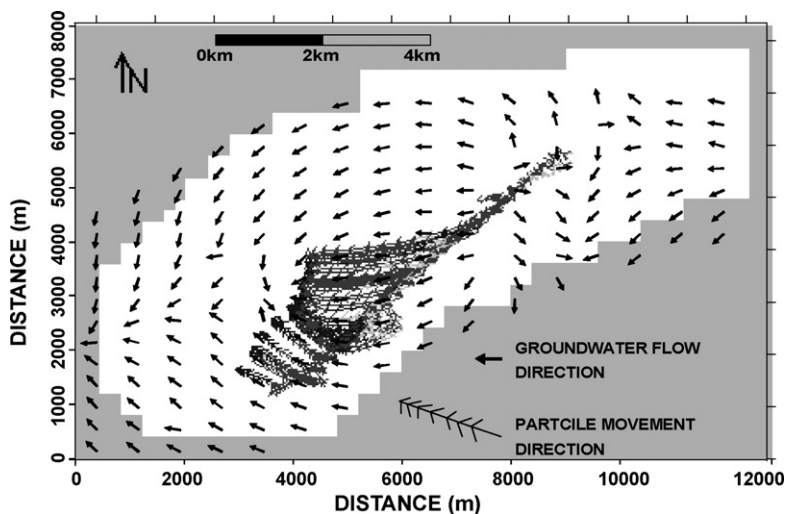 8000
7000
6000
5000
4000
3000
2000
1000
0
DISTANCE (m)
N
0km 2km 4km
GROUNDWATER FLOW
DIRECTION
PARTCILE MOVEMENT
DIRECTION
0 2000 4000 6000 8000 10000 12000
DISTANCE (m)